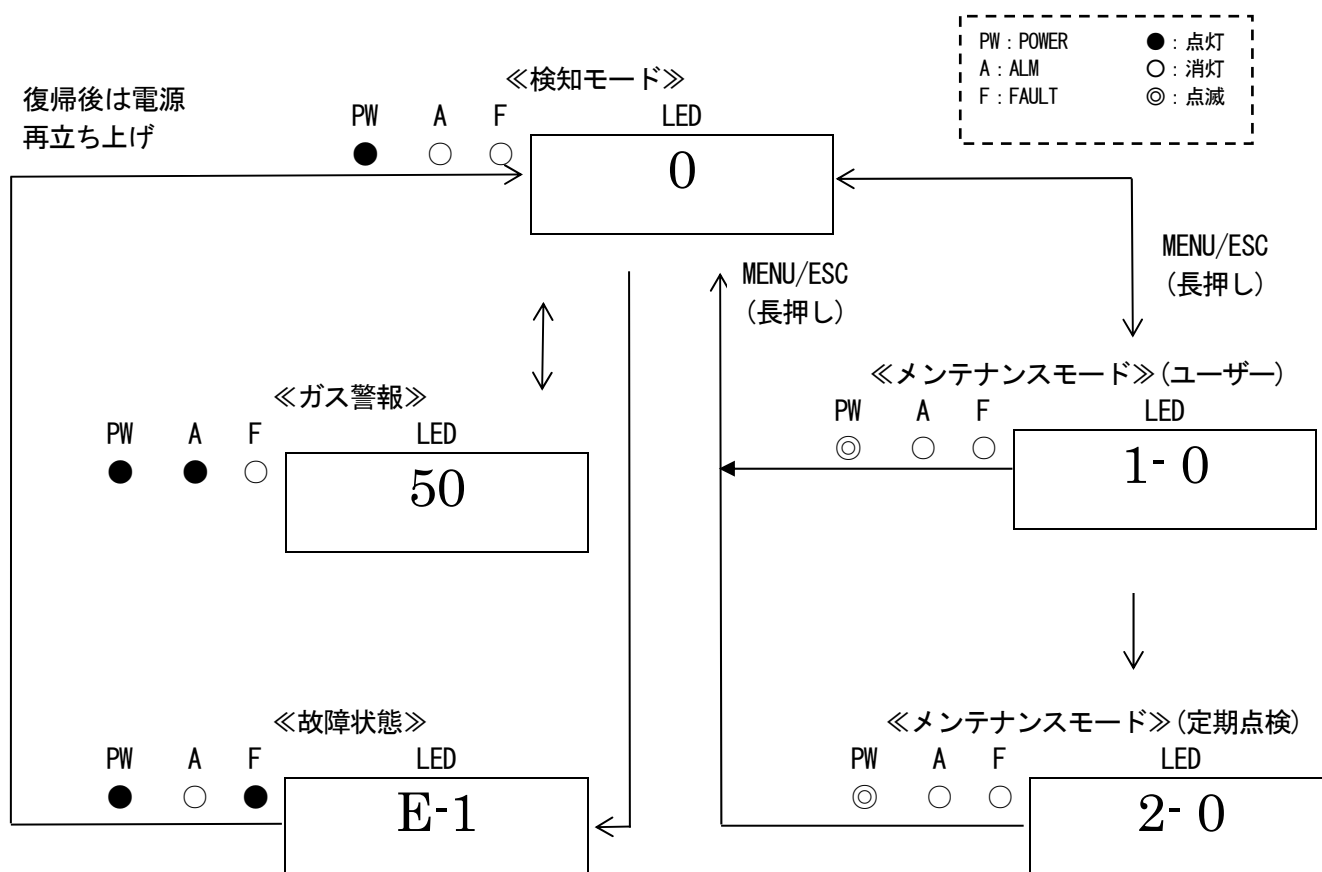 PW：POWER ●：点灯
A：ALM ○：消灯
F：FAULT ◎：点滅
復帰後は電源
再立ち上げ
≪検知モード≫
PW A F LED
● ○ ○
0
MENU/ESC
(長押し)
MENU/ESC
(長押し)
≪ガス警報≫
PW A F LED
● ● ○
50
≪メンテナンスモード≫(ユーザー)
PW A F LED
◎ ○ ○
1- 0
≪故障状態≫
PW A F LED
● ○ ●
E-1
≪メンテナンスモード≫(定期点検)
PW A F LED
◎ ○ ○
2- 0